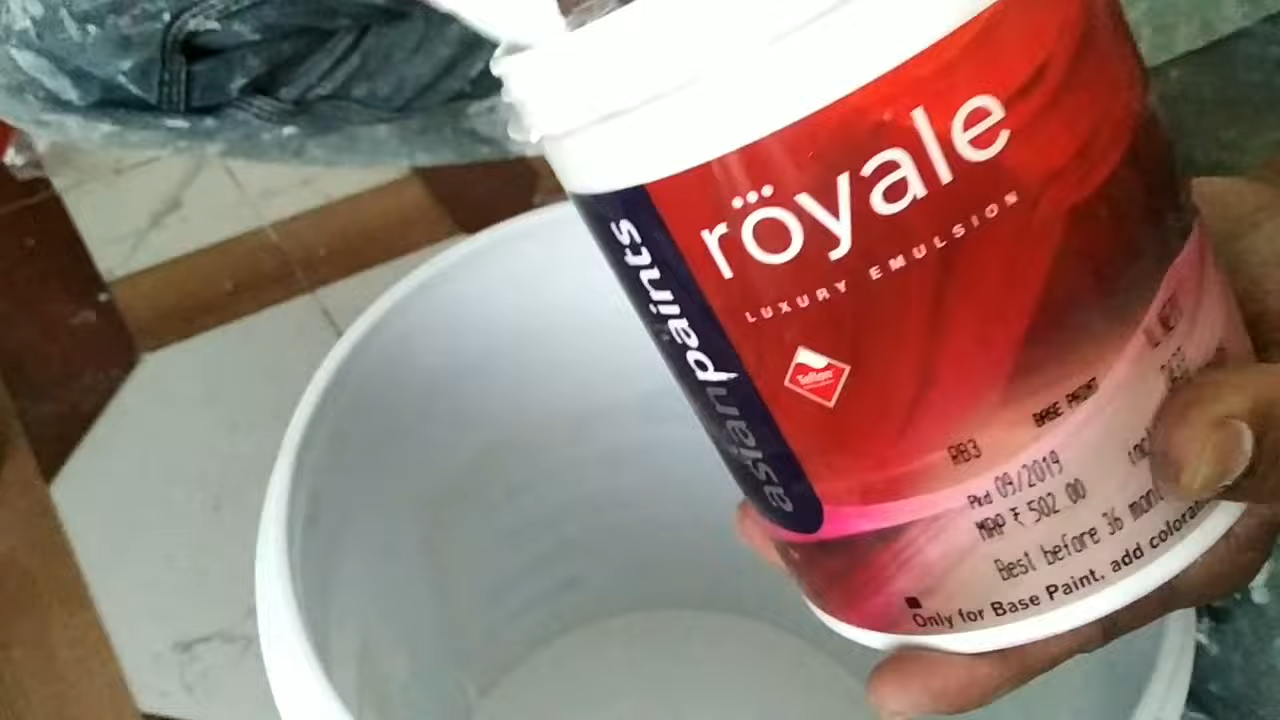 röyale
LUXURY EMULSION
asianpaints
Teflon
BASE PAINT
RB3
Pkd 09/2019
MRP ₹ 502.00
Best before 36
Only for Base Paint, add